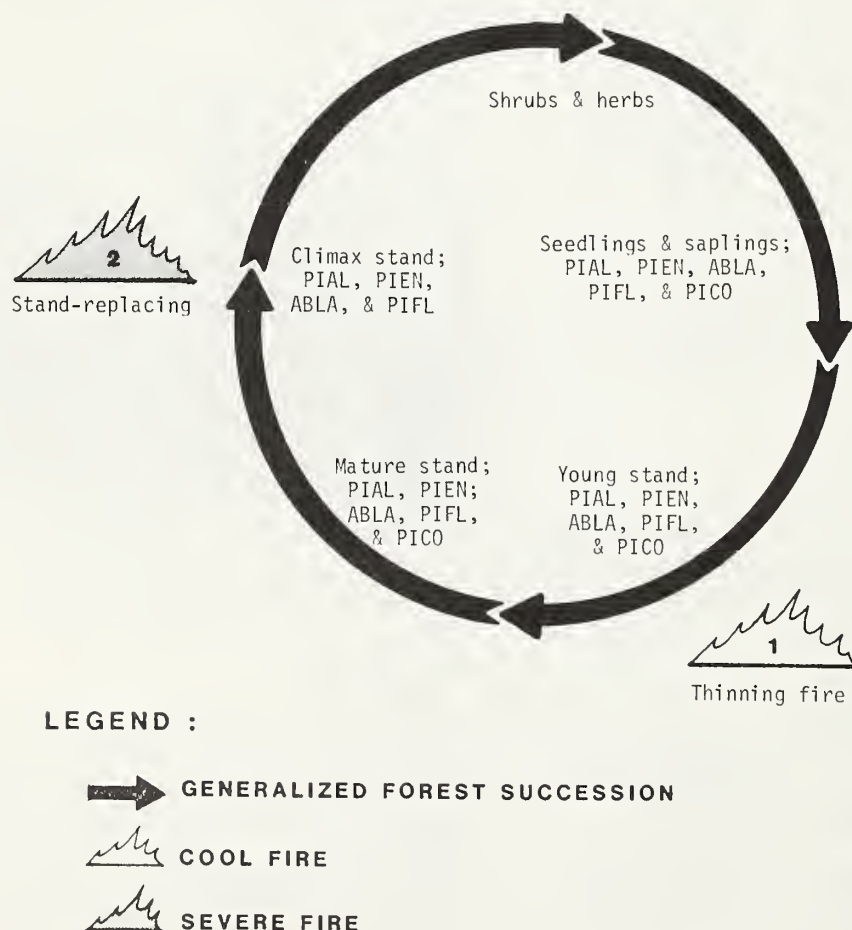 Shrubs & herbs
2
Stand-replacing
Climax stand;
PIAL, PIEN,
ABLA, & PIFL
Seedlings & saplings;
PIAL, PIEN, ABLA,
PIFL, & PICO
Mature stand;
PIAL, PIEN;
ABLA, PIFL,
& PICO
Young stand;
PIAL, PIEN,
ABLA, PIFL,
& PICO
1
Thinning fire
LEGEND :
GENERALIZED FOREST SUCCESSION
COOL FIRE
SEVERE FIRE